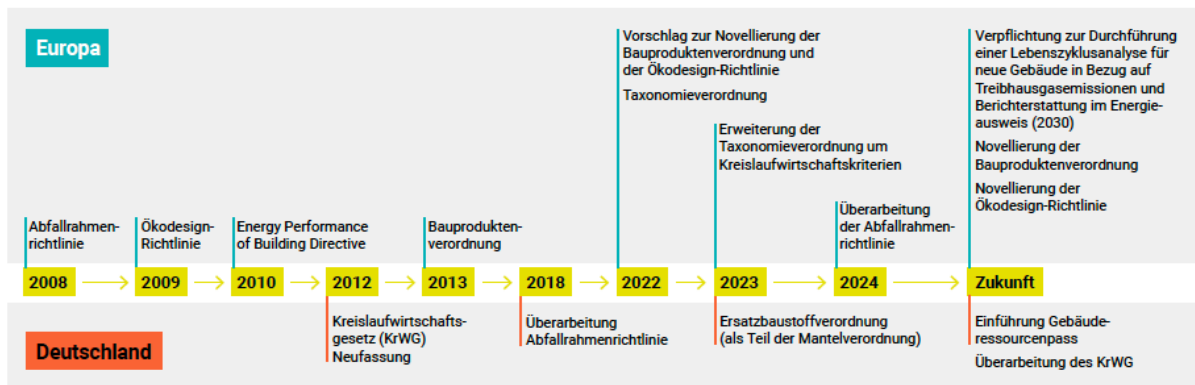 Europa
Vorschlag zur Novellierung der
Bauproduktenverordnung und
der Ökodesign-Richtlinie
Taxonomieverordnung
Verpflichtung zur Durchführung
einer Lebenszyklusanalyse für
neue Gebäude in Bezug auf
Treibhausgasemissionen und
Berichterstattung im Energie-
ausweis (2030)
Novellierung der
Bauproduktenverordnung
Novellierung der
Ökodesign-Richtlinie
Erweiterung der
Taxonomieverordnung um
Kreislaufwirtschaftskriterien
Abfallrahmen-
richtlinie
Ökodesign-
Richtlinie
Energy Performance
of Building Directive
Bauprodukten-
verordnung
Überarbeitung
der Abfallrahmen-
richtlinie
2008
2009
2010
2012
2013
2018
2022
2023
2024
Zukunft
Deutschland
Kreislaufwirtschafts-
gesetz (KrWG)
Neufassung
Überarbeitung
Abfallrahmenrichtlinie
Ersatzbaustoffverordnung
(als Teil der Mantelverordnung)
Einführung Gebäude-
ressourcenpass
Überarbeitung des KrWG